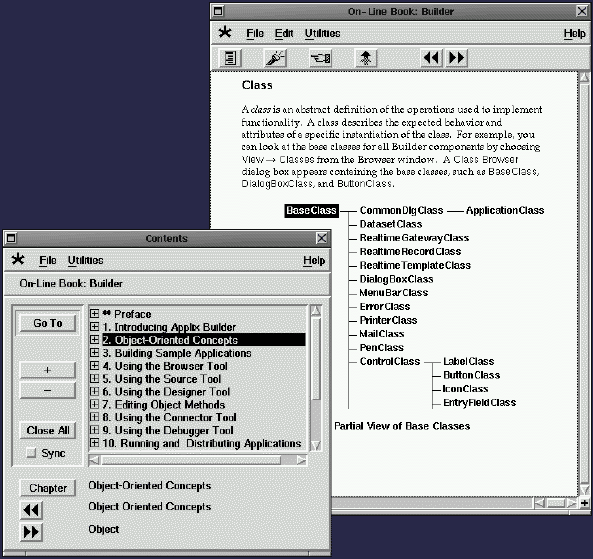 On-Line Book: Builder
File Edit Utilities Help
Class
A class is an abstract definition of the operations used to implement
functionality. A class describes the expected behavior and
attributes of a specific instantiation of the class. For example, you
can look at the base classes for all Builder components by choosing
View → Classes from the Browser window. A Class Browser
dialog box appears containing the base classes, such as BaseClass,
DialogBoxClass, and ButtonClass.
BaseClass CommonDlgClass ApplicationClass
DatasetClass
RealtimeGatewayClass
RealtimeRecordClass
RealtimeTemplateClass
DialogBoxClass
MenuBarClass
ErrorClass
PrinterClass
MailClass
PenClass
ControlClass LabelClass
ButtonClass
IconClass
EntryFieldClass
Partial View of Base Classes
Contents
File Utilities Help
On-Line Book: Builder
Go To
+
−
Close All
Sync
** Preface
1. Introducing Applix Builder
2. Object-Oriented Concepts
3. Building Sample Applications
4. Using the Browser Tool
5. Using the Source Tool
6. Using the Designer Tool
7. Editing Object Methods
8. Using the Connector Tool
9. Using the Debugger Tool
10. Running and Distributing Applications
Chapter Object-Oriented Concepts
Object Oriented Concepts
Object